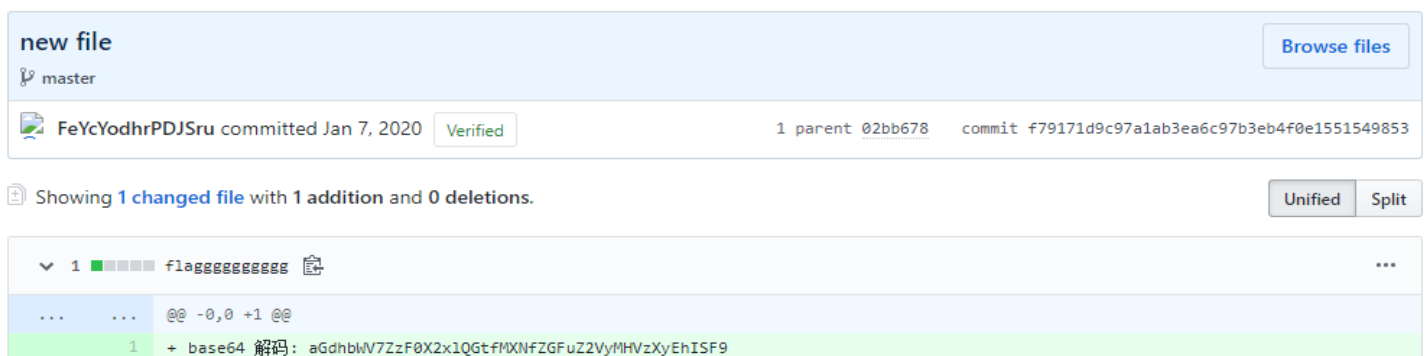 new file
Browse files
master
FeYcYodhrPDJSru committed Jan 7, 2020 Verified
1 parent 02bb678 commit f79171d9c97a1ab3ea6c97b3eb4f0e1551549853
Showing 1 changed file with 1 addition and 0 deletions.
Unified Split
1 flaggggggggggg
... ... @@ -0,0 +1 @@
1 + base64 解码: aGdhbWV7ZzF0X2xlQGtfMXNfZGFuZ2VyMHVzXyEhISF9